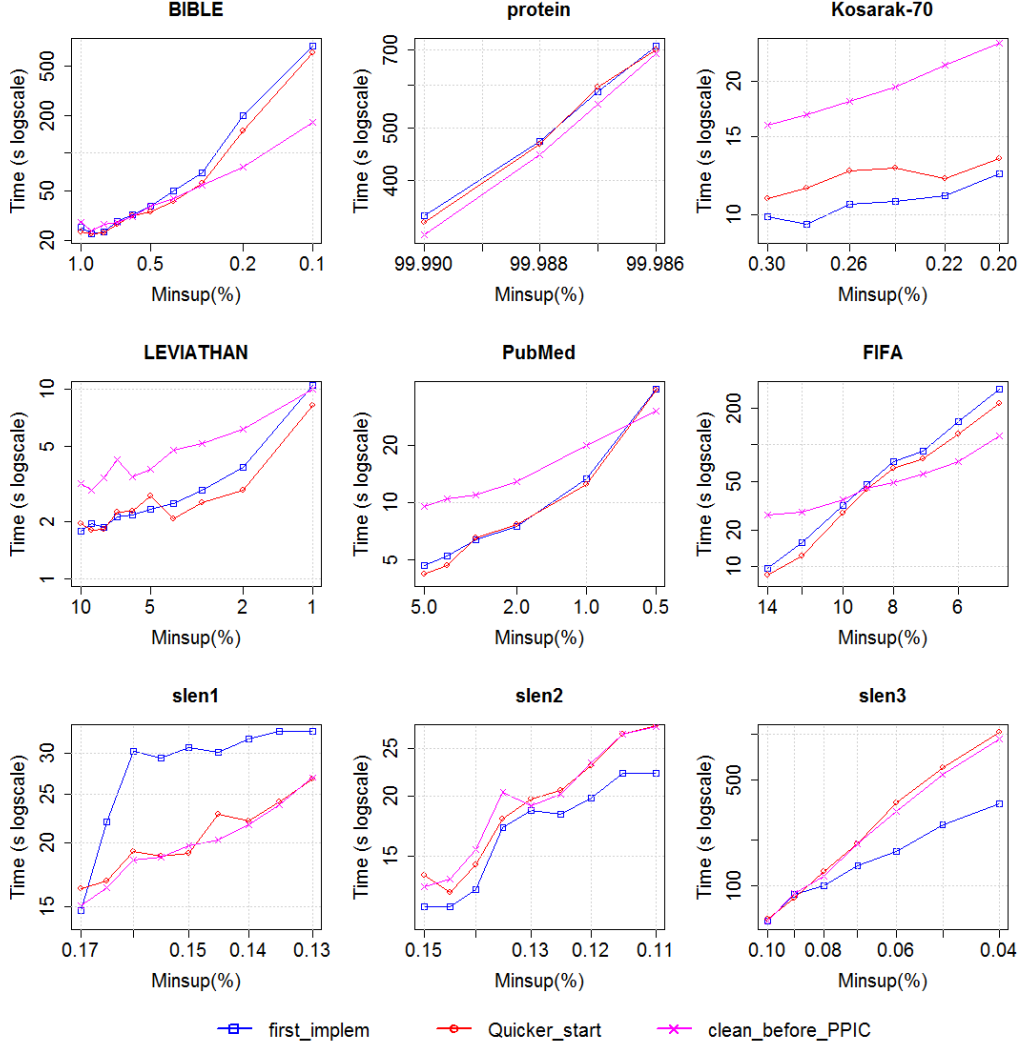 BIBLE
Time (s logscale)
500
200
50
20
1.0 0.5 0.2 0.1
Minsup(%)
protein
Time (s logscale)
700
500
400
99.990 99.988 99.986
Minsup(%)
Kosarak-70
Time (s logscale)
20
15
10
0.30 0.26 0.22 0.20
Minsup(%)
LEVIATHAN
Time (s logscale)
10
5
2
1
10 5 2 1
Minsup(%)
PubMed
Time (s logscale)
20
10
5
5.0 2.0 1.0 0.5
Minsup(%)
FIFA
Time (s logscale)
200
50
20
10
14 10 8 6
Minsup(%)
slen1
Time (s logscale)
30
25
20
15
0.17 0.15 0.14 0.13
Minsup(%)
slen2
Time (s logscale)
25
20
15
0.15 0.13 0.12 0.11
Minsup(%)
slen3
Time (s logscale)
500
100
0.10 0.08 0.06 0.04
Minsup(%)
first_implem Quicker_start clean_before_PPIC